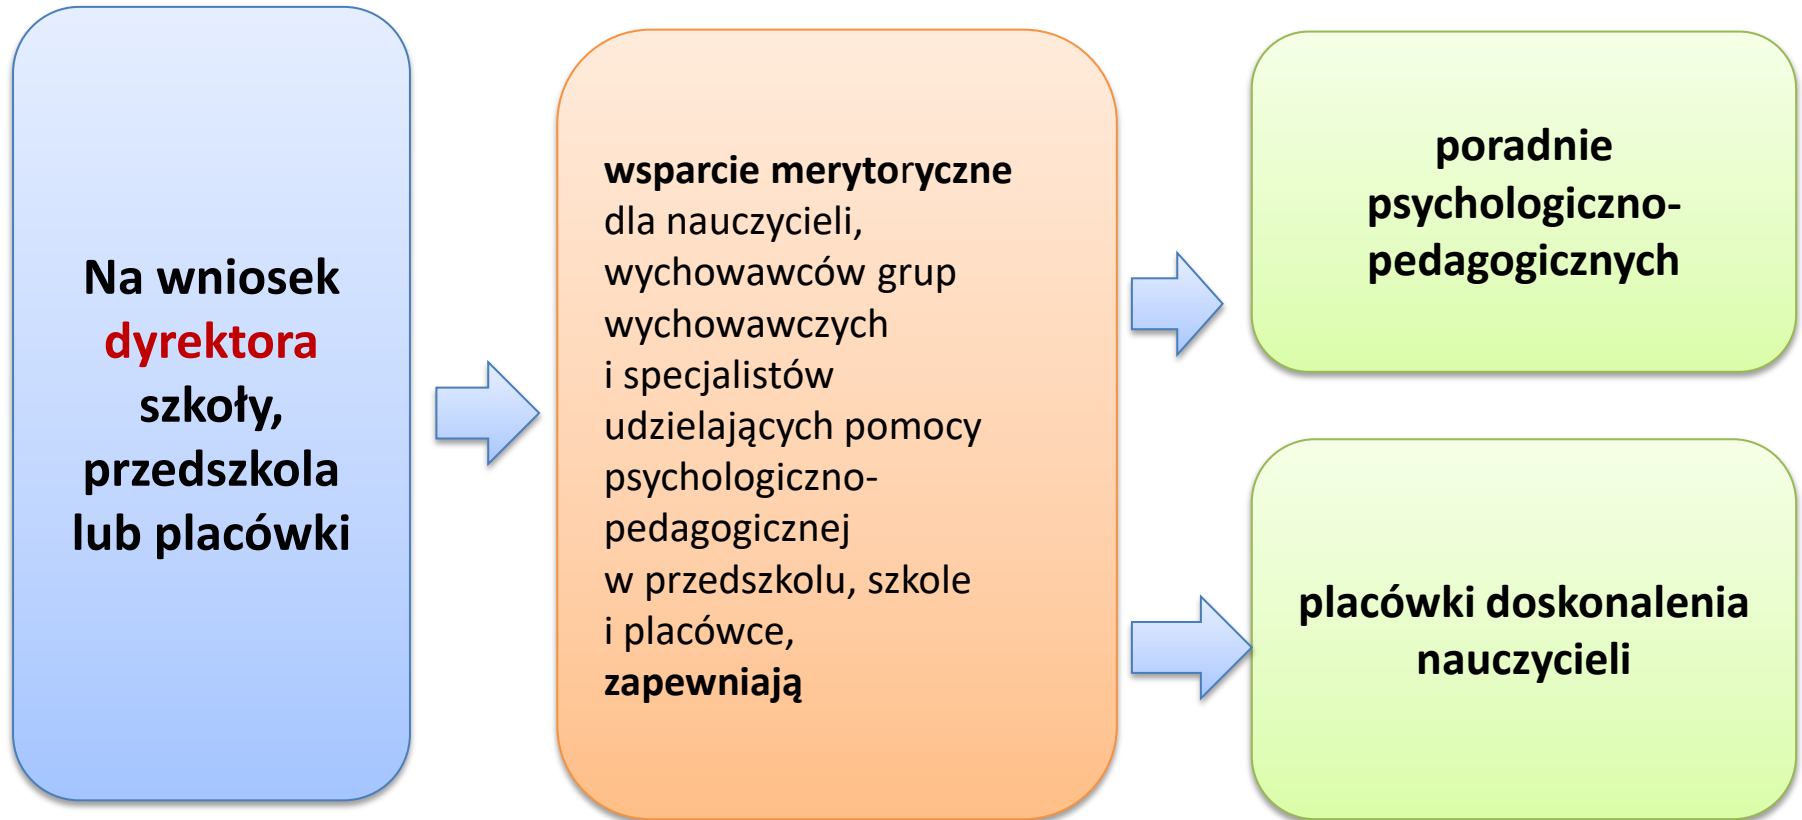 Na wniosek
dyrektora
szkoły,
przedszkola
lub placówki
wsparcie merytoryczne
dla nauczycieli,
wychowawców grup
wychowawczych
i specjalistów
udzielających pomocy
psychologiczno-
pedagogicznej
w przedszkolu, szkole
i placówce,
zapewniają
poradnie
psychologiczno-
pedagogicznych
placówki doskonalenia
nauczycieli